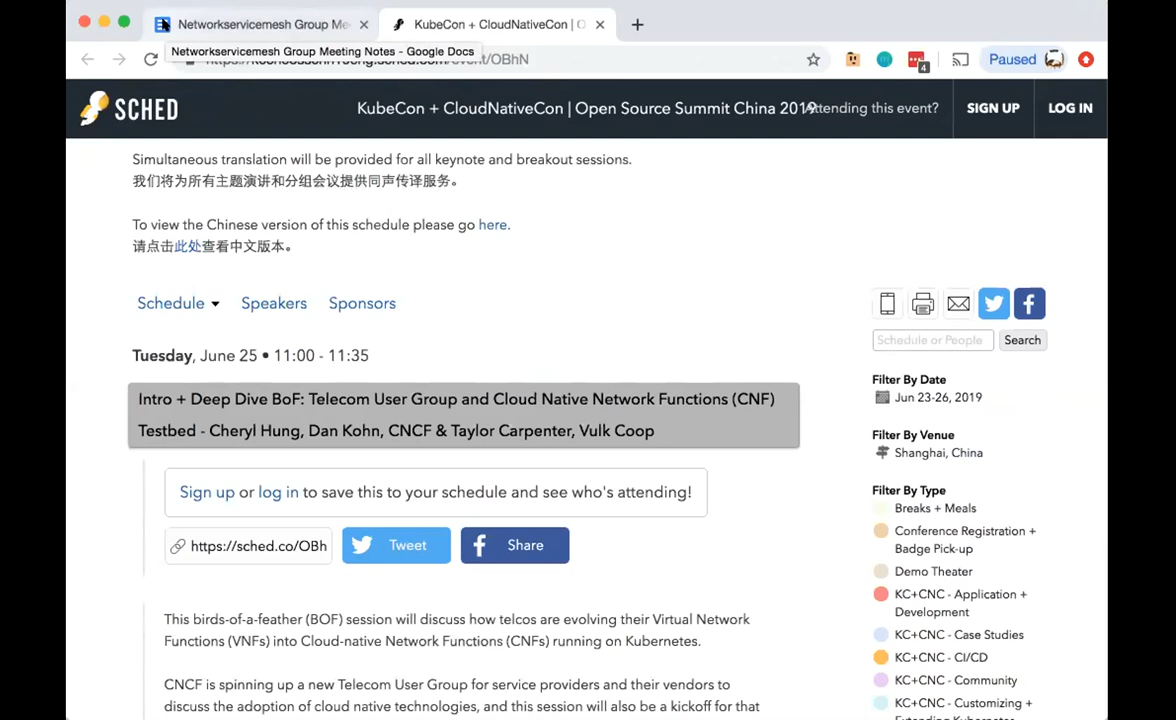 Networkservicemesh Group Me
KubeCon + CloudNativeCon | O
Networkservicemesh Group Meeting Notes - Google Docs
event/OBhN
4
Paused
SCHED
KubeCon + CloudNativeCon | Open Source Summit China 2019
Attending this event?
SIGN UP
LOG IN
Simultaneous translation will be provided for all keynote and breakout sessions.
我们将为所有主题演讲和分组会议提供同声传译服务。
To view the Chinese version of this schedule please go here.
请点击此处查看中文版本。
Schedule
Speakers
Sponsors
Schedule or People
Search
Tuesday, June 25 • 11:00 - 11:35
Intro + Deep Dive BoF: Telecom User Group and Cloud Native Network Functions (CNF)
Testbed - Cheryl Hung, Dan Kohn, CNCF & Taylor Carpenter, Vulk Coop
Sign up or log in to save this to your schedule and see who's attending!
https://sched.co/OBh
Tweet
Share
This birds-of-a-feather (BOF) session will discuss how telcos are evolving their Virtual Network
Functions (VNFs) into Cloud-native Network Functions (CNFs) running on Kubernetes.
CNCF is spinning up a new Telecom User Group for service providers and their vendors to
discuss the adoption of cloud native technologies, and this session will also be a kickoff for that
Filter By Date
Jun 23-26, 2019
Filter By Venue
Shanghai, China
Filter By Type
Breaks + Meals
Conference Registration +
Badge Pick-up
Demo Theater
KC+CNC - Application +
Development
KC+CNC - Case Studies
KC+CNC - CI/CD
KC+CNC - Community
KC+CNC - Customizing +
Extending Kubernetes